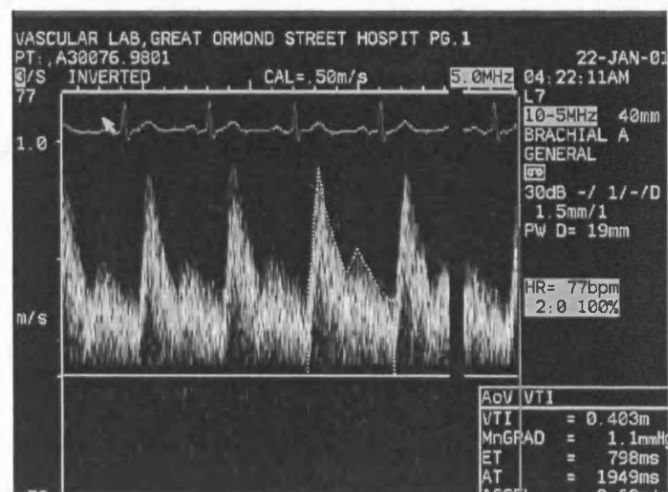 VASCULAR LAB,GREAT ORMOND STREET HOSPIT PG.1
PT:,A30076.9801 22-JAN-01
3/S INVERTED CAL=.50m/s 5.0MHz 04:22:11AM
77 L7
10-5MHz 40mm
1.0 BRACHIAL A
GENERAL
30dB -/ 1/-/D
1.5mm/1
PW D= 19mm
HR= 77bpm
m/s 2:0 100%
AoV VTI
VTI = 0.403m
MnGRAD = 1.1mmHg
ET = 798ms
AT = 1949ms